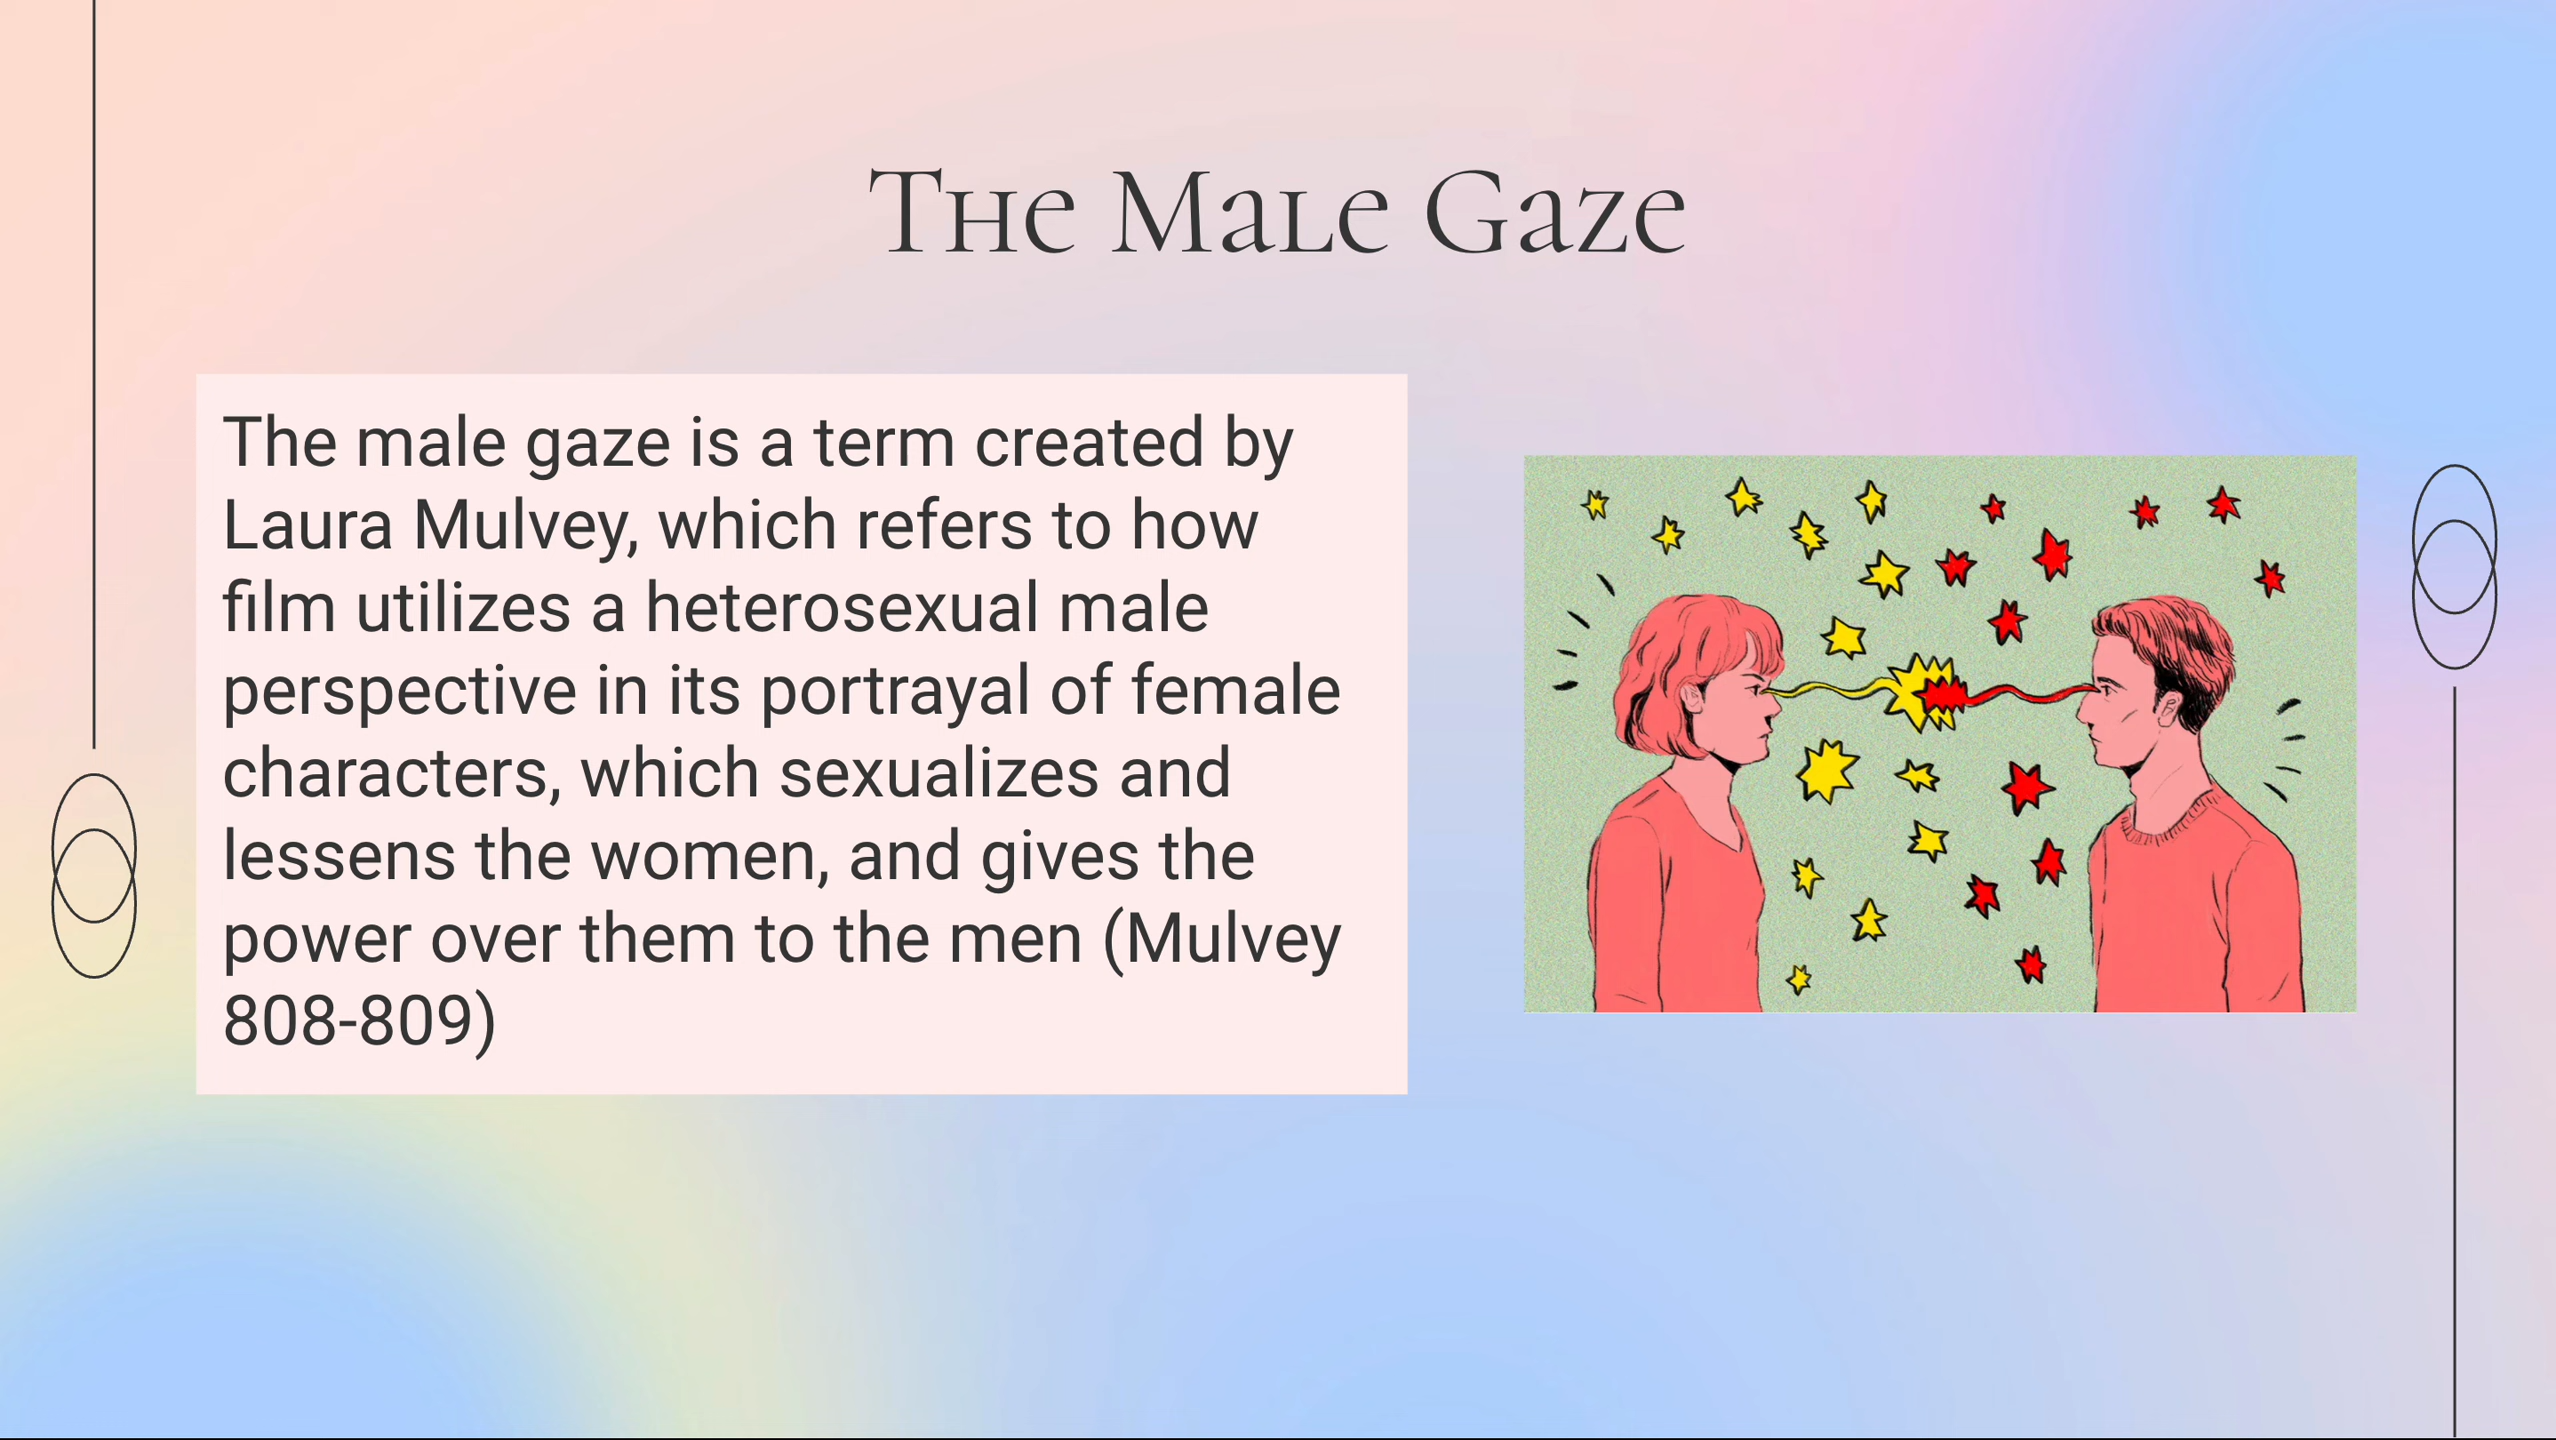 The Male Gaze
The male gaze is a term created by
Laura Mulvey, which refers to how
film utilizes a heterosexual male
perspective in its portrayal of female
characters, which sexualizes and
lessens the women, and gives the
power over them to the men (Mulvey
808-809)